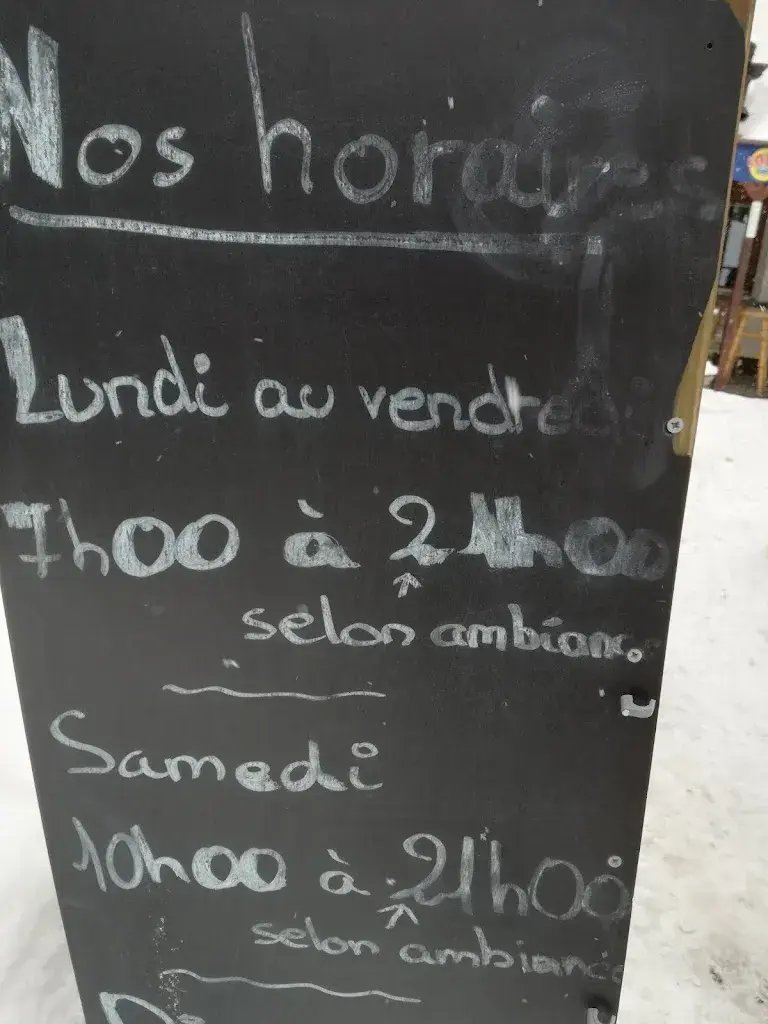 Nos horaires
Lundi au vendredi
7h00 à 21h00
selon ambiance
Samedi
10h00 à 21h00
selon ambiance